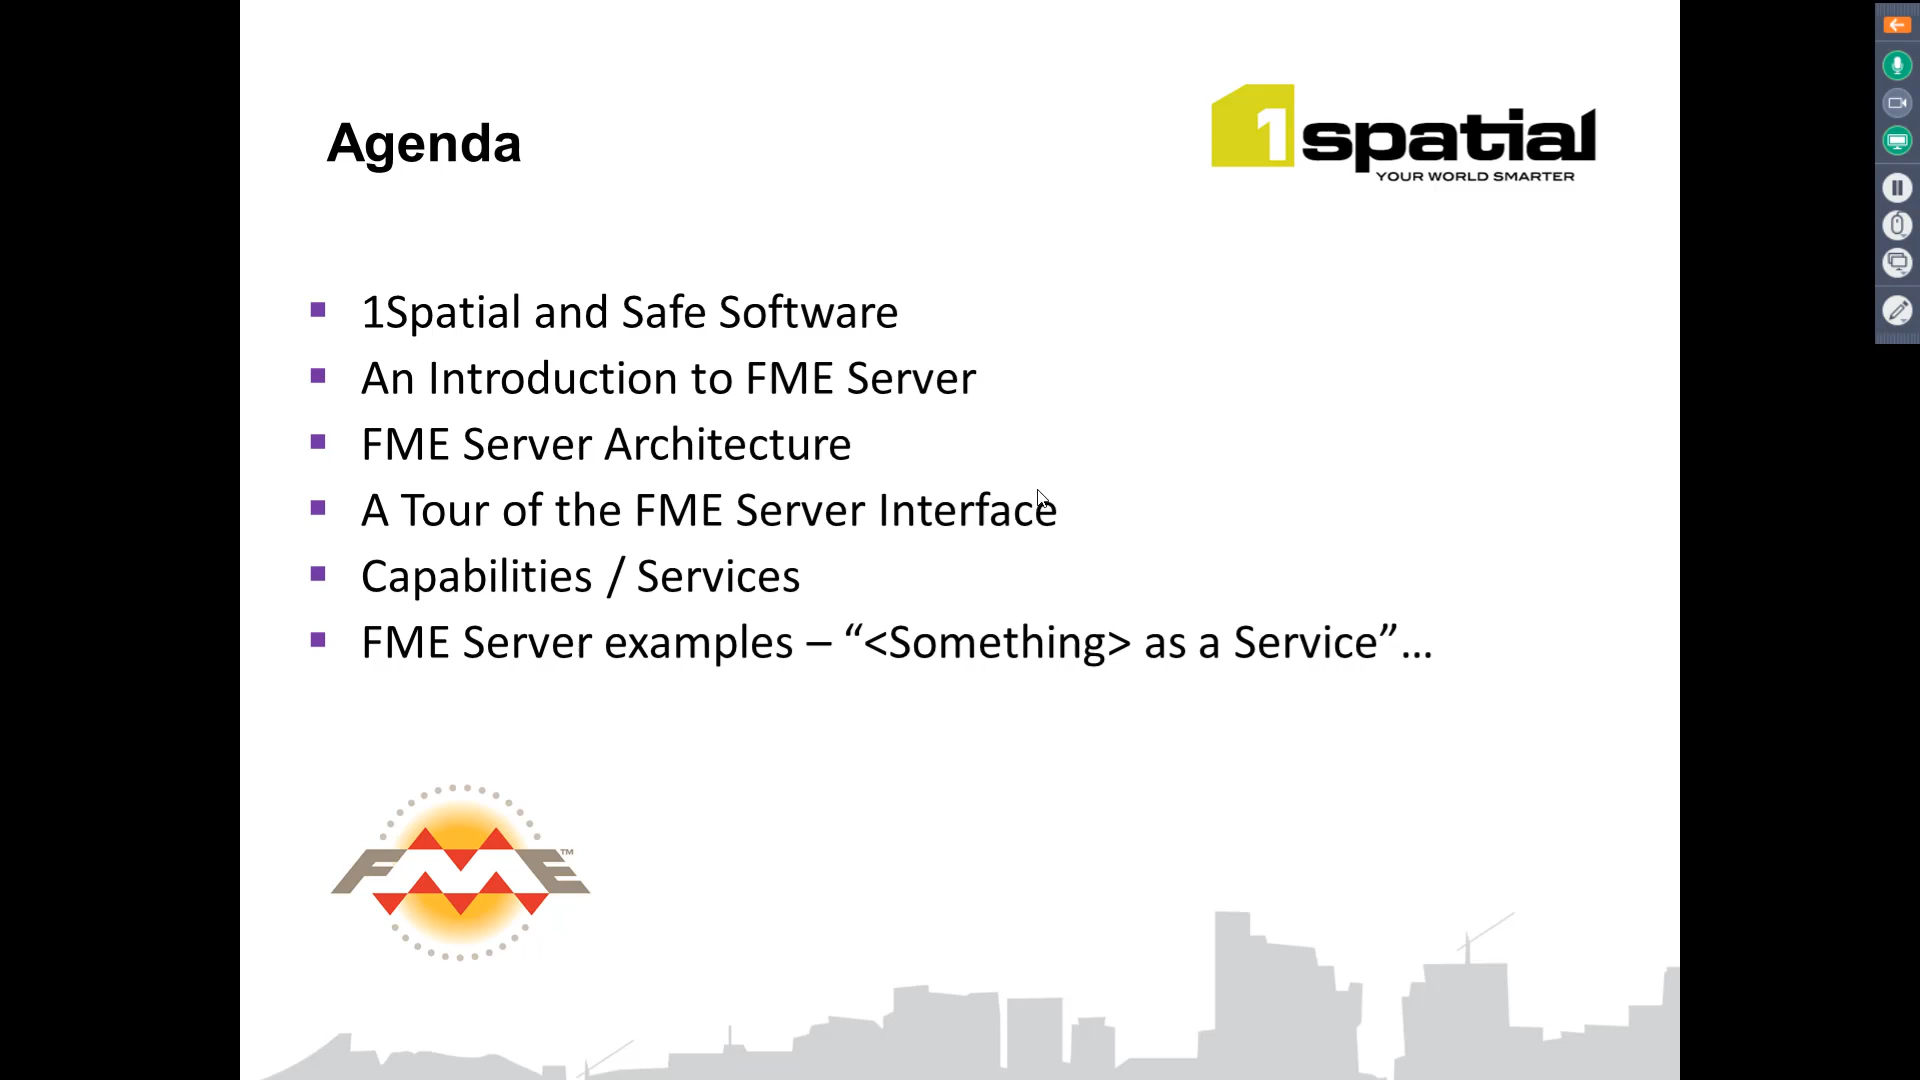 Agenda
1spatial
YOUR WORLD SMARTER
▪ 1Spatial and Safe Software
▪ An Introduction to FME Server
▪ FME Server Architecture
▪ A Tour of the FME Server Interface
▪ Capabilities / Services
▪ FME Server examples – “<Something> as a Service”…
FME™